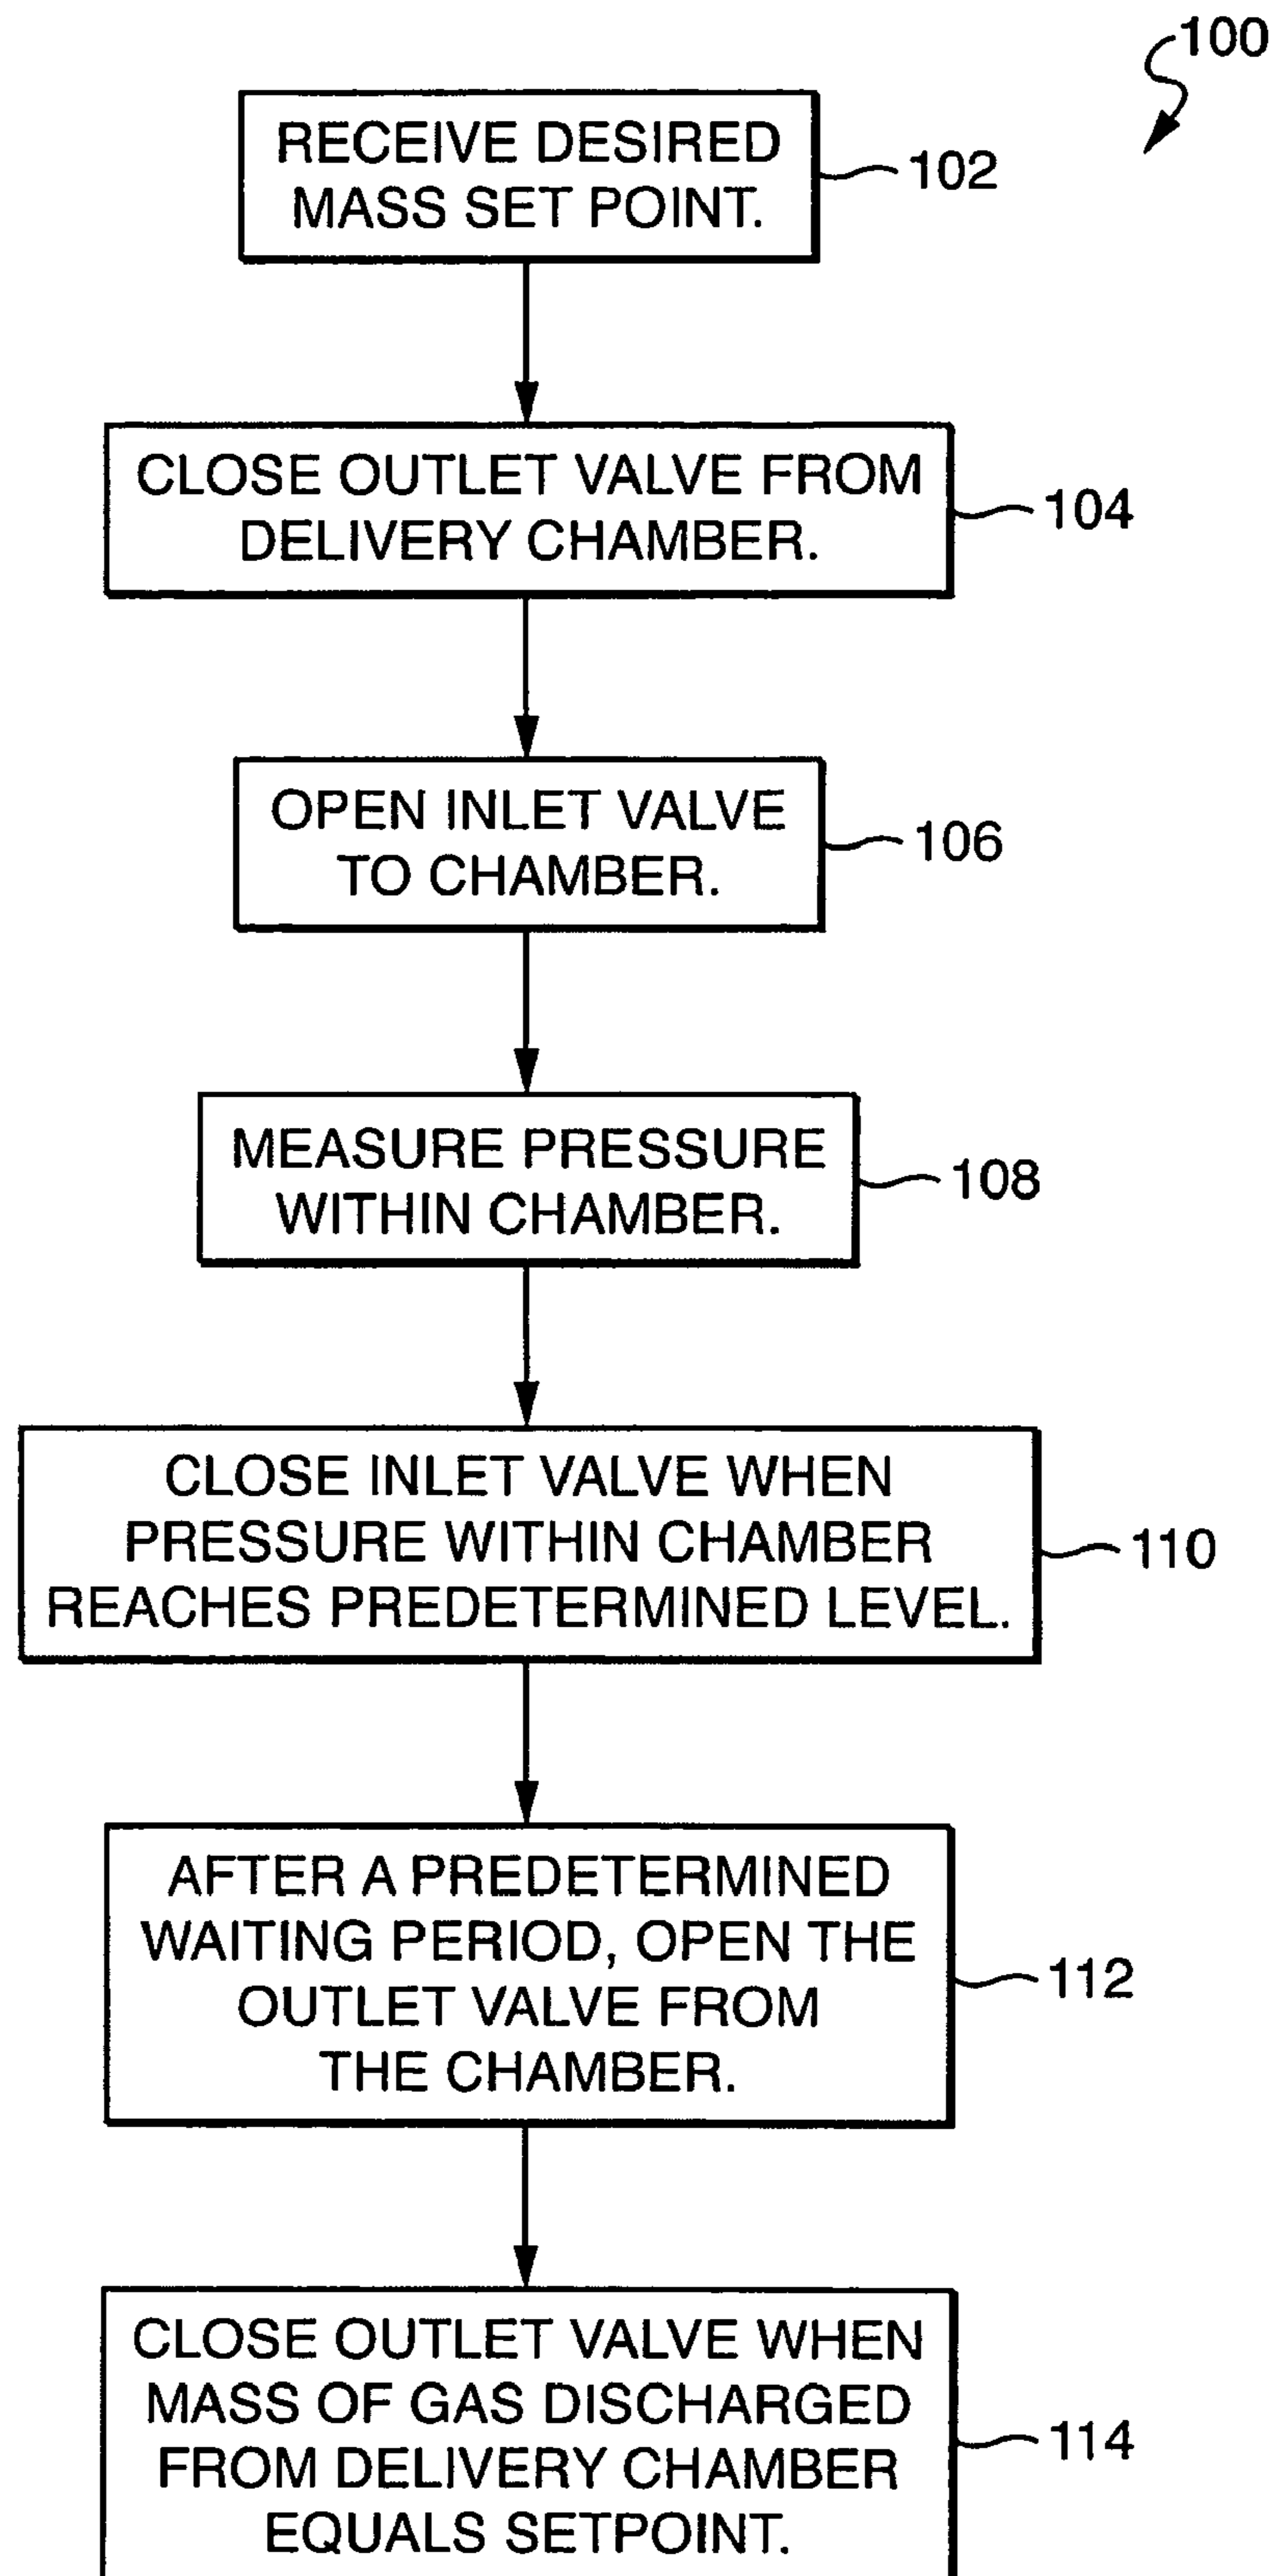 100
RECEIVE DESIRED
MASS SET POINT.
102
CLOSE OUTLET VALVE FROM
DELIVERY CHAMBER.
104
OPEN INLET VALVE
TO CHAMBER.
106
MEASURE PRESSURE
WITHIN CHAMBER.
108
CLOSE INLET VALVE WHEN
PRESSURE WITHIN CHAMBER
REACHES PREDETERMINED LEVEL.
110
AFTER A PREDETERMINED
WAITING PERIOD, OPEN THE
OUTLET VALVE FROM
THE CHAMBER.
112
CLOSE OUTLET VALVE WHEN
MASS OF GAS DISCHARGED
FROM DELIVERY CHAMBER
EQUALS SETPOINT.
114